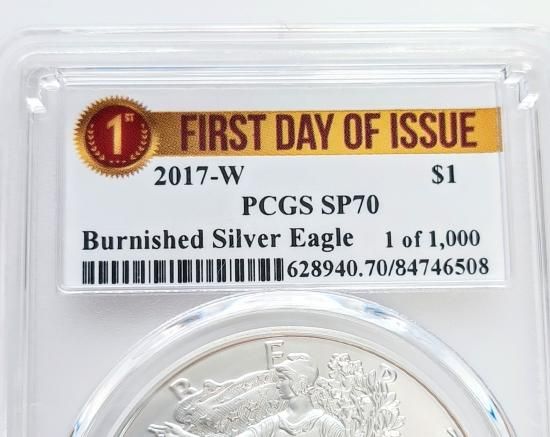 1ST FIRST DAY OF ISSUE
2017-W $1
PCGS SP70
Burnished Silver Eagle 1 of 1,000
628940.70/84746508
B E